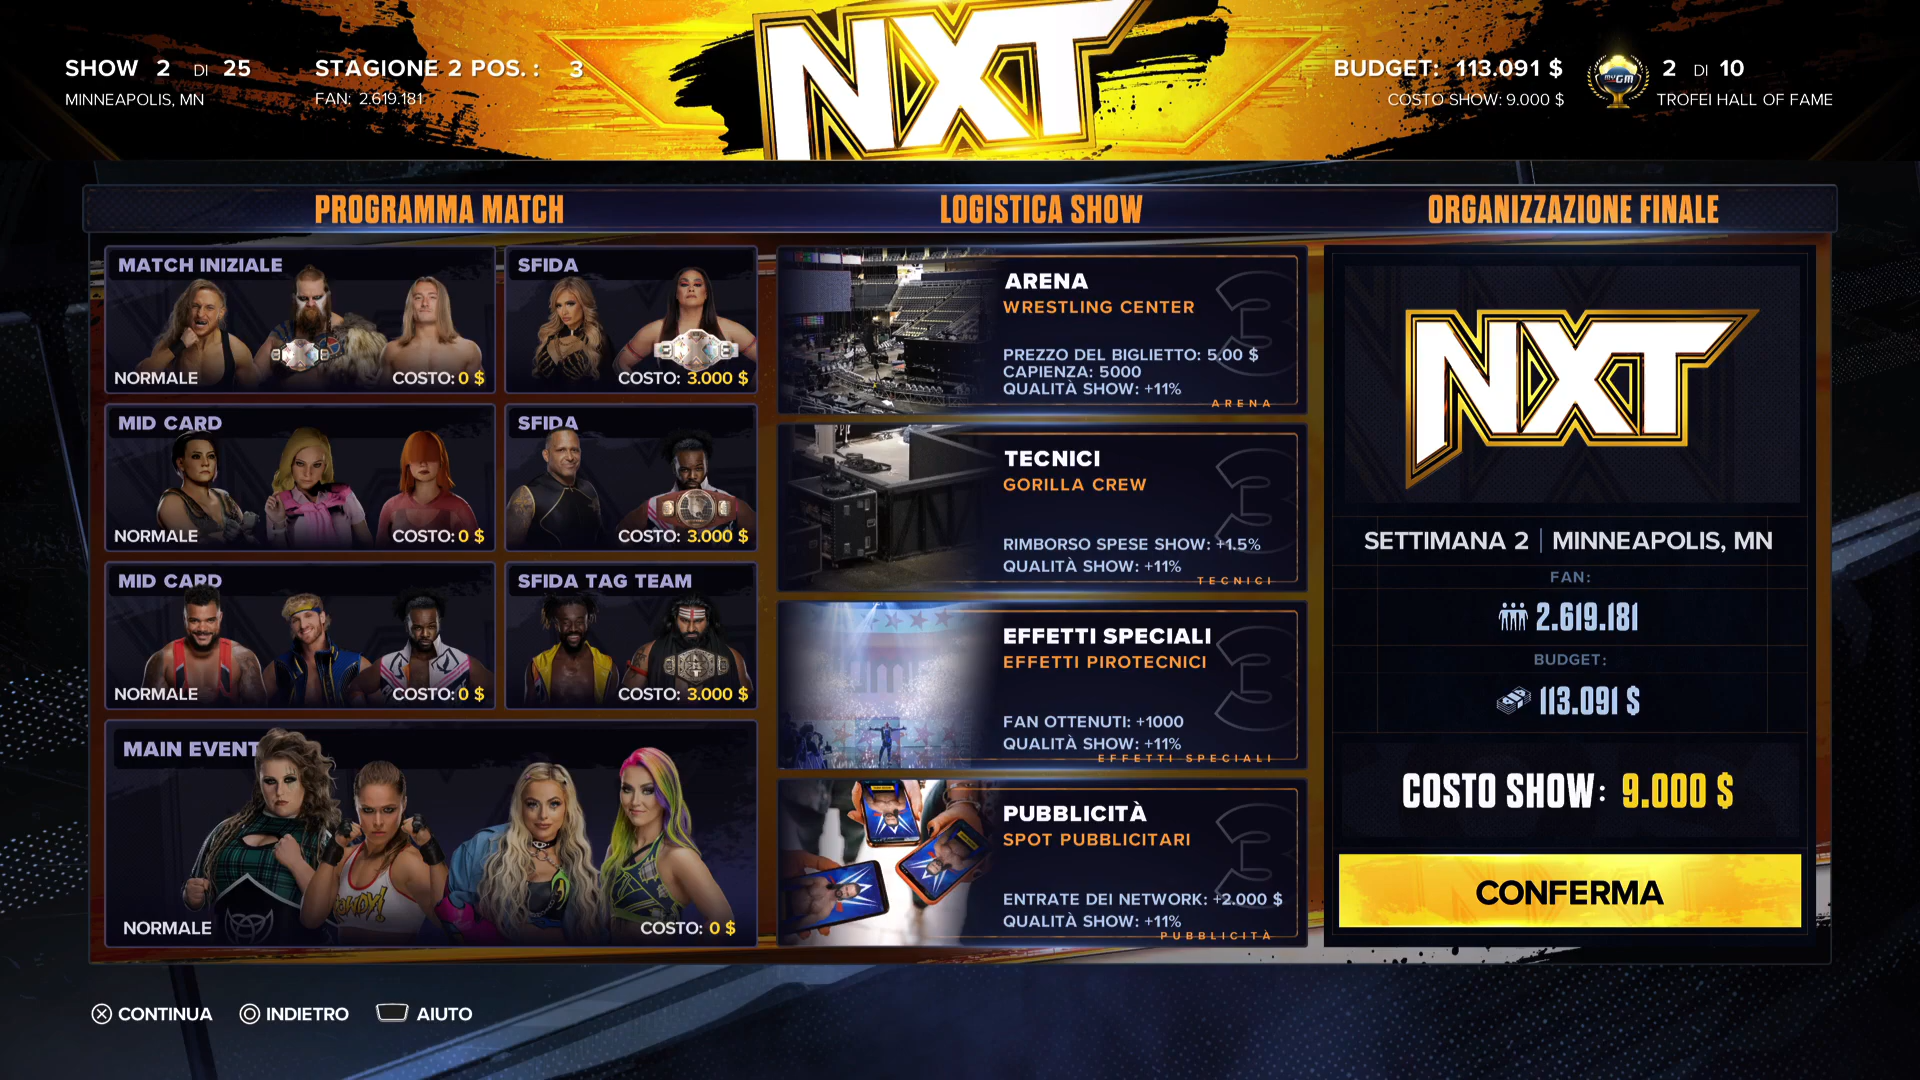 SHOW 2 DI 25
MINNEAPOLIS, MN
STAGIONE 2 POS. : 3
FAN: 2.619.181
NXT
BUDGET: 113.091 $
COSTO SHOW: 9.000 $
MyGM
2 DI 10
TROFEI HALL OF FAME
PROGRAMMA MATCH
LOGISTICA SHOW
ORGANIZZAZIONE FINALE
MATCH INIZIALE
NORMALE
COSTO: 0 $
SFIDA
COSTO: 3.000 $
MID CARD
NORMALE
COSTO: 0 $
SFIDA
COSTO: 3.000 $
MID CARD
NORMALE
COSTO: 0 $
SFIDA TAG TEAM
COSTO: 3.000 $
MAIN EVENT
ROWDY!
NORMALE
COSTO: 0 $
ARENA
WRESTLING CENTER
PREZZO DEL BIGLIETTO: 5,00 $
CAPIENZA: 5000
QUALITÀ SHOW: +11%
ARENA
3
TECNICI
GORILLA CREW
RIMBORSO SPESE SHOW: +1.5%
QUALITÀ SHOW: +11%
TECNICI
3
EFFETTI SPECIALI
EFFETTI PIROTECNICI
FAN OTTENUTI: +1000
QUALITÀ SHOW: +11%
EFFETTI SPECIALI
3
PUBBLICITÀ
SPOT PUBBLICITARI
ENTRATE DEI NETWORK: +2.000 $
QUALITÀ SHOW: +11%
PUBBLICITÀ
3
NXT
SETTIMANA 2 | MINNEAPOLIS, MN
FAN:
2.619.181
BUDGET:
113.091 $
COSTO SHOW: 9.000 $
CONFERMA
CONTINUA
INDIETRO
AIUTO